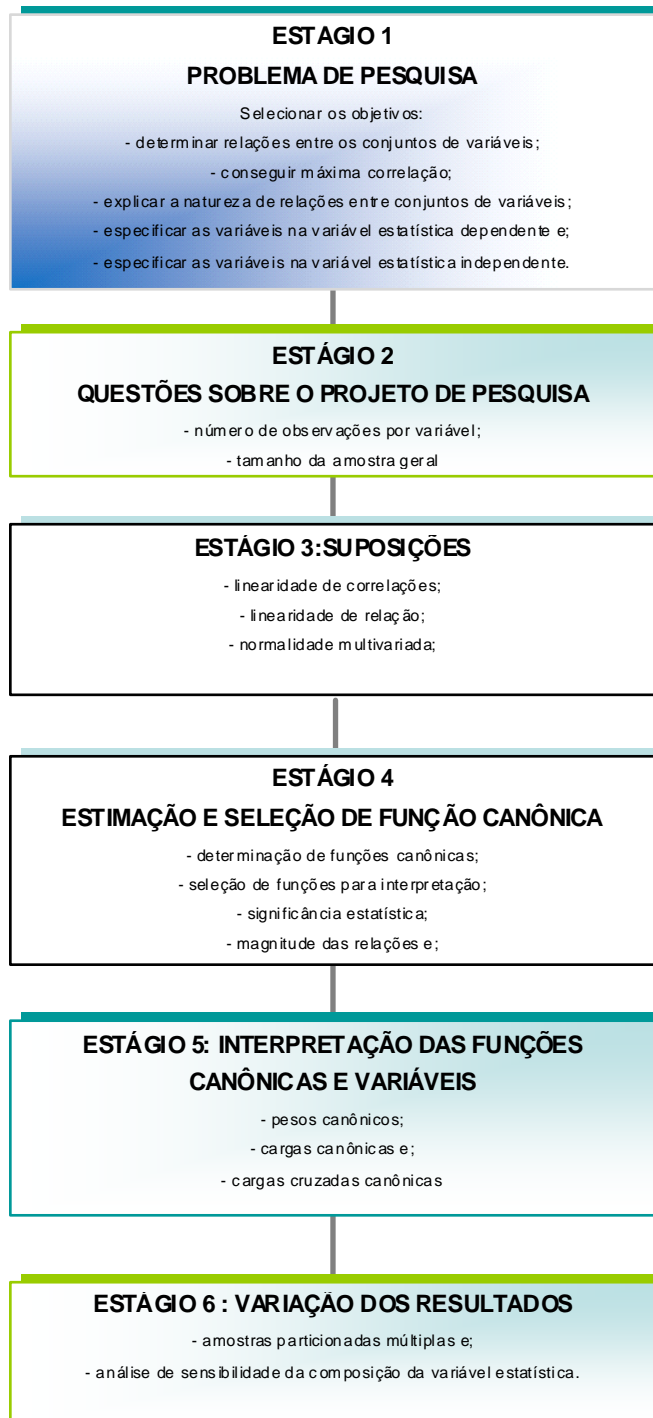 ESTAGIO 1
PROBLEMA DE PESQUISA
Selecionar os objetivos:
- determinar relações entre os conjuntos de variáveis;
- conseguir máxima correlação;
- explicar a natureza de relações entre conjuntos de variáveis;
- especificar as variáveis na variável estatística dependente e;
- especificar as variáveis na variável estatística independente.
ESTÁGIO 2
QUESTÕES SOBRE O PROJETO DE PESQUISA
- número de observações por variável;
- tamanho da amostra geral
ESTÁGIO 3:SUPOSIÇÕES
- linearidade de correlações;
- linearidade de relação;
- normalidade multivariada;
ESTÁGIO 4
ESTIMAÇÃO E SELEÇÃO DE FUNÇÃO CANÔNICA
- determinação de funções canônicas;
- seleção de funções para interpretação;
- significância estatística;
- magnitude das relações e;
ESTÁGIO 5: INTERPRETAÇÃO DAS FUNÇÕES
CANÔNICAS E VARIÁVEIS
- pesos canônicos;
- cargas canônicas e;
- cargas cruzadas canônicas
ESTÁGIO 6 : VARIAÇÃO DOS RESULTADOS
- amostras particionadas múltiplas e;
- análise de sensibilidade da composição da variável estatística.